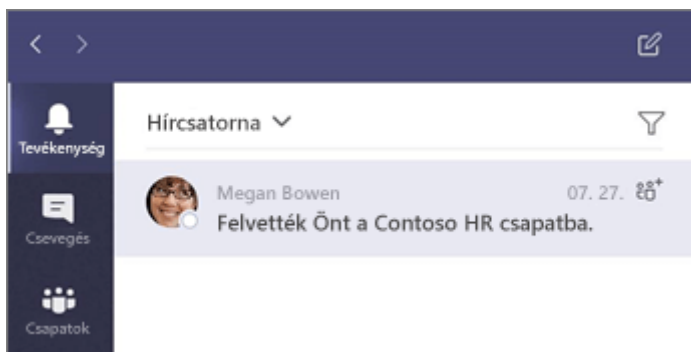 Tevékenység
Csevegés
Csapatok
Hírcsatorna
Megan Bowen 07. 27.
Felvették Önt a Contoso HR csapatba.